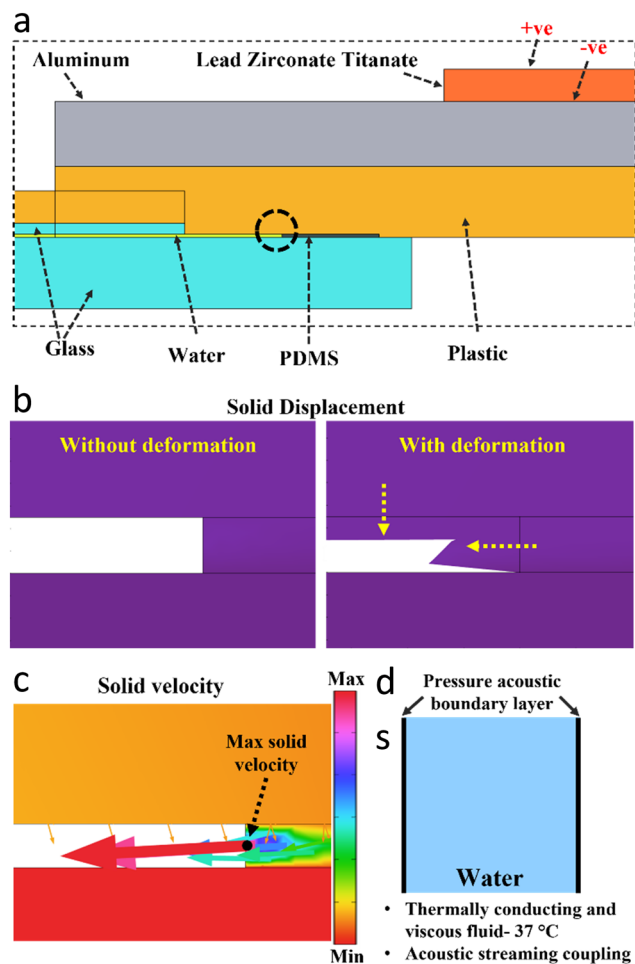 a
+ve
-ve
Aluminum
Lead Zirconate Titanate
Glass
Water
PDMS
Plastic
b
Solid Displacement
Without deformation
With deformation
c
Solid velocity
Max
Max solid
velocity
Min
d
Pressure acoustic
boundary layer
S
Water
• Thermally conducting and
viscous fluid- 37 °C
• Acoustic streaming coupling